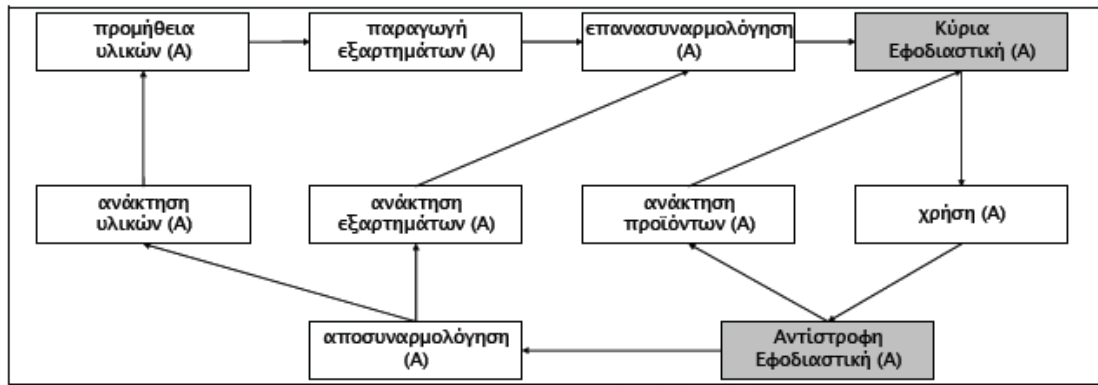 προμήθεια
υλικών (Α)
παραγωγή
εξαρτημάτων (Α)
επανασυναρμολόγηση
(Α)
Κύρια
Εφοδιαστική (Α)
ανάκτηση
υλικών (Α)
ανάκτηση
εξαρτημάτων (Α)
ανάκτηση
προϊόντων (Α)
χρήση (Α)
αποσυναρμολόγηση
(Α)
Αντίστροφη
Εφοδιαστική (Α)